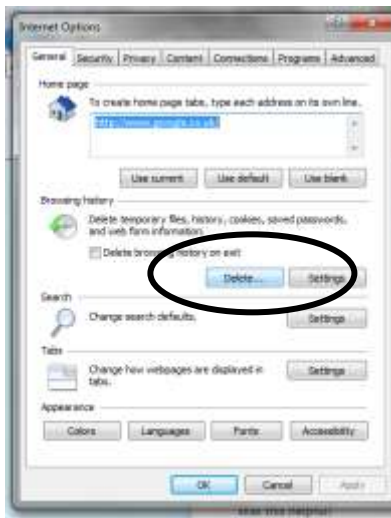 Internet Options
General Security Privacy Content Connections Programs Advanced
Home page
To create home page tabs, type each address on its own line.
http://www.google.co.uk/
Use current Use default Use blank
Browsing history
Delete temporary files, history, cookies, saved passwords,
and web form information.
Delete browsing history on exit
Delete... Settings
Search
Change search defaults. Settings
Tabs
Change how webpages are displayed in
tabs. Settings
Appearance
Colors Languages Fonts Accessibility
OK Cancel Apply